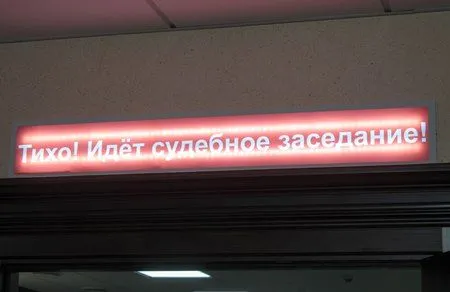 Тихо! Идёт судебное заседание!